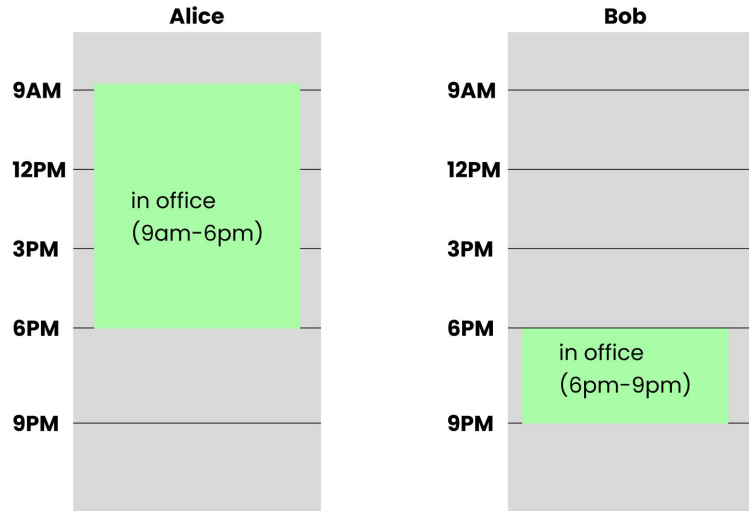 Alice
9AM
12PM
in office
(9am-6pm)
3PM
6PM
9PM
Bob
9AM
12PM
3PM
6PM
in office
(6pm-9pm)
9PM